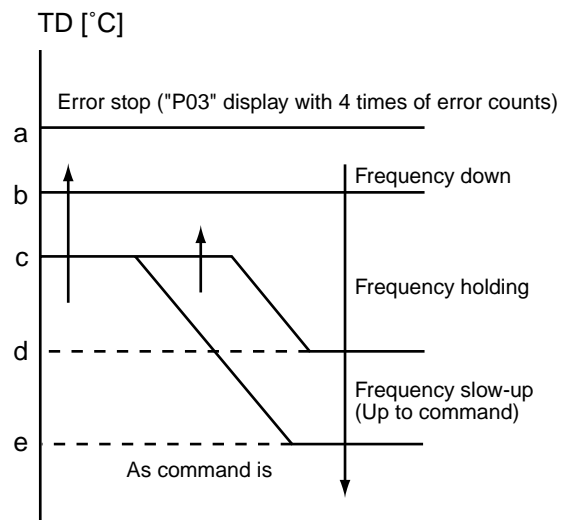 TD [˚C]
Error stop ("P03" display with 4 times of error counts)
a
Frequency down
b
c
Frequency holding
d
Frequency slow-up
(Up to command)
e
As command is